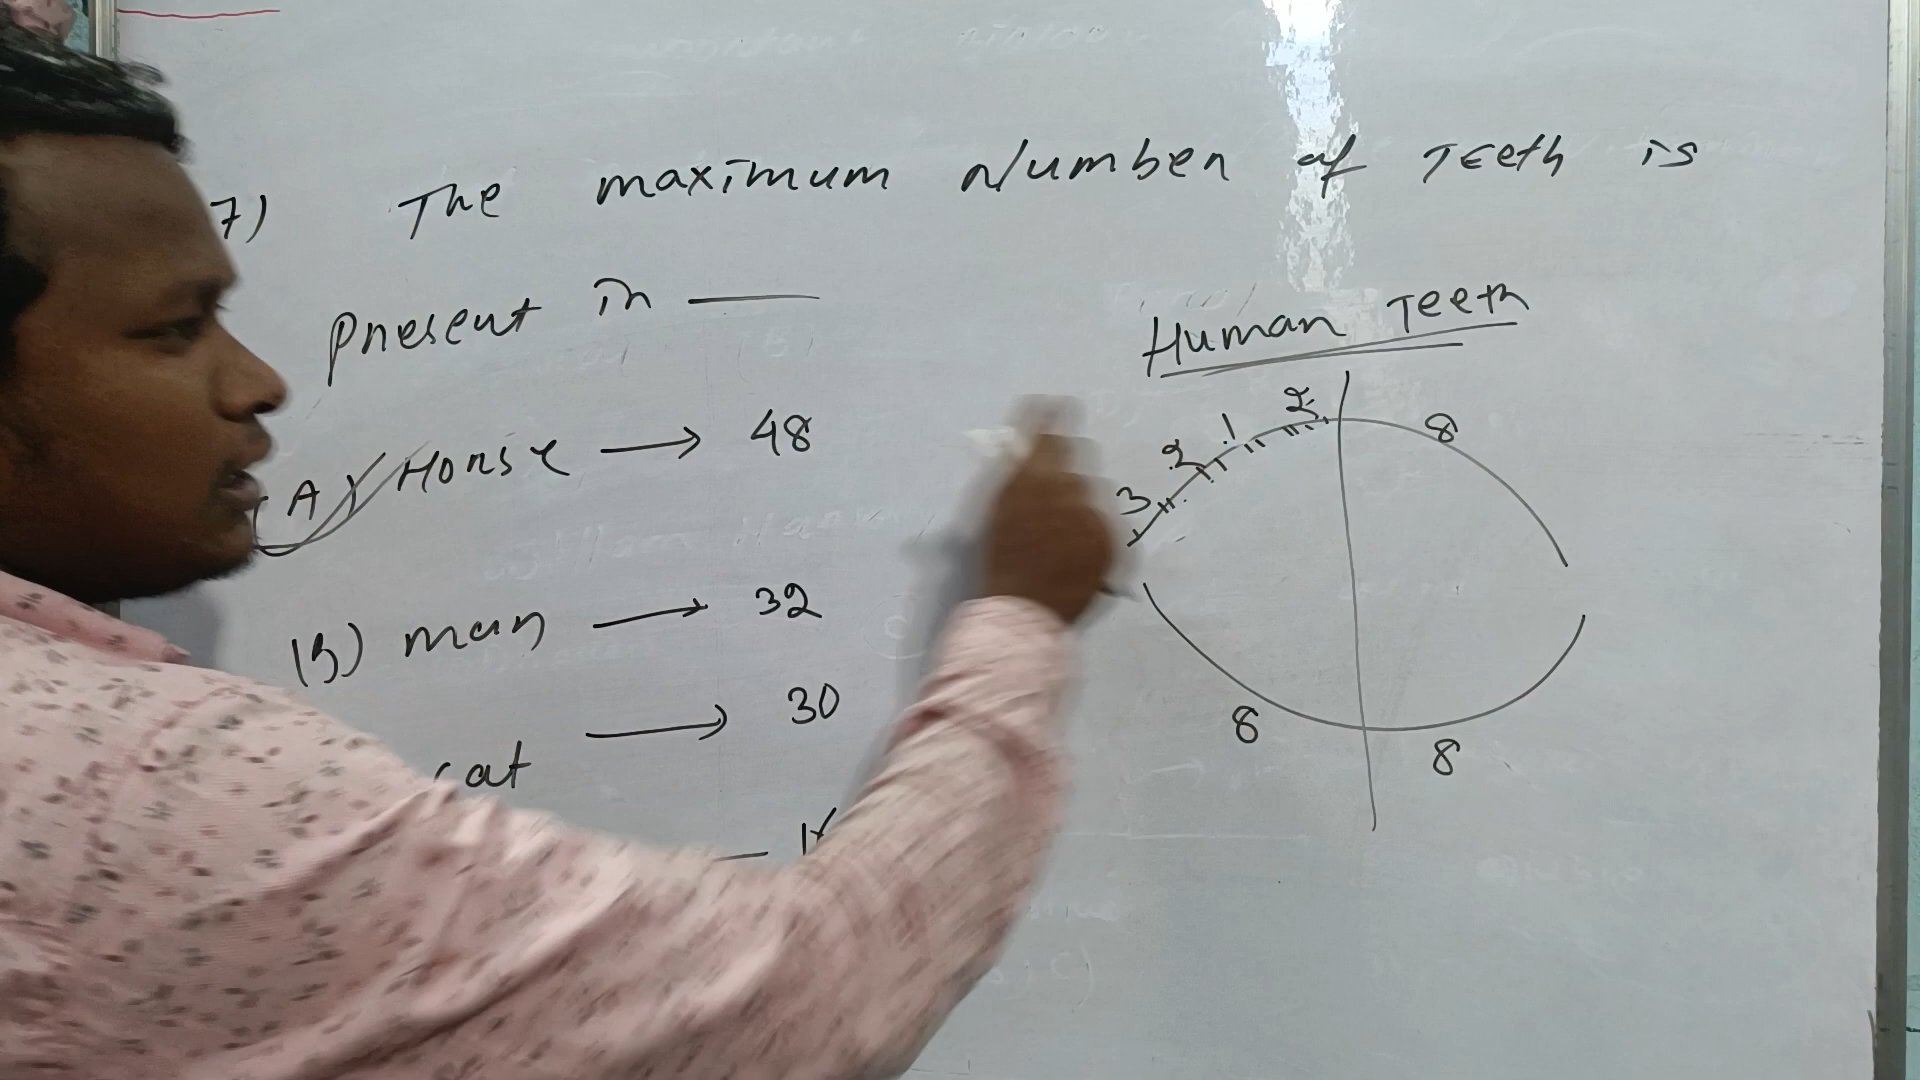 7) The maximum Number of Teeth is
Present in ———
(A) Horse → 48
(B) man → 32
cat → 30
Human Teeth
3 2 1 2 8
8 8